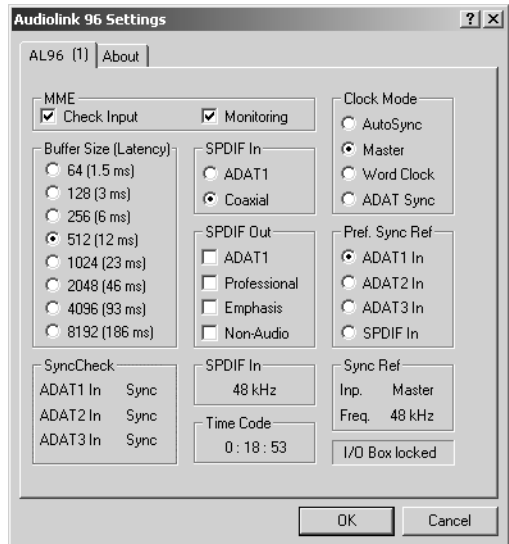 Audiolink 96 Settings
AL96 (1) About
MME
Check Input Monitoring
Clock Mode
AutoSync
Master
Word Clock
ADAT Sync
Buffer Size (Latency)
64 (1.5 ms)
128 (3 ms)
256 (6 ms)
512 (12 ms)
1024 (23 ms)
2048 (46 ms)
4096 (93 ms)
8192 (186 ms)
SPDIF In
ADAT1
Coaxial
SPDIF Out
ADAT1
Professional
Emphasis
Non-Audio
Pref. Sync Ref
ADAT1 In
ADAT2 In
ADAT3 In
SPDIF In
SyncCheck
ADAT1 In Sync
ADAT2 In Sync
ADAT3 In Sync
SPDIF In
48 kHz
Time Code
0 : 18 : 53
Sync Ref
Inp. Master
Freq. 48 kHz
I/O Box locked
OK Cancel